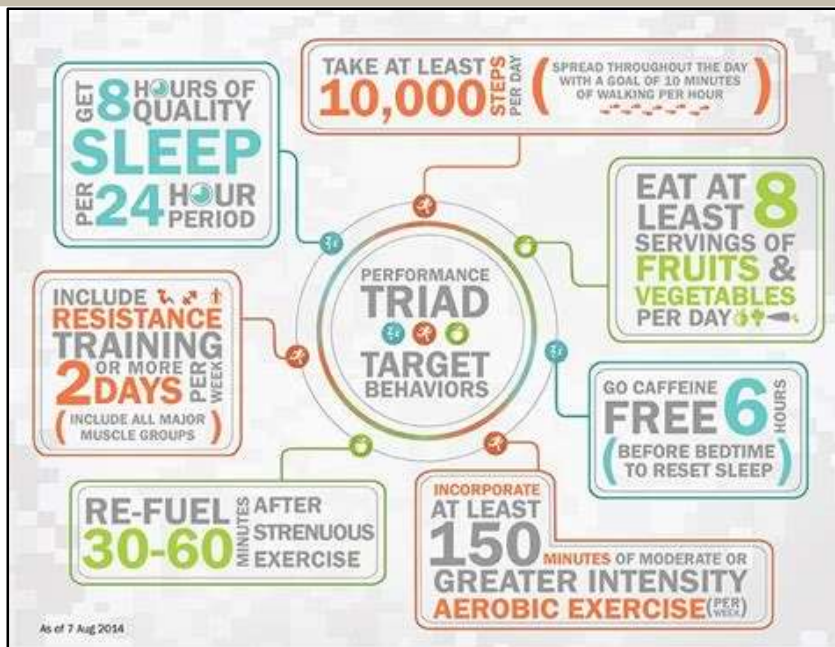 GET 8 HOURS OF
QUALITY
SLEEP
PER 24 HOUR
PERIOD
TAKE AT LEAST
10,000 STEPS PER DAY
(SPREAD THROUGHOUT THE DAY
WITH A GOAL OF 10 MINUTES
OF WALKING PER HOUR)
EAT AT
LEAST 8
SERVINGS OF
FRUITS &
VEGETABLES
PER DAY
INCLUDE
RESISTANCE
TRAINING
2 OR MORE
DAYS PER WEEK
(INCLUDE ALL MAJOR
MUSCLE GROUPS)
PERFORMANCE
TRIAD
TARGET
BEHAVIORS
GO CAFFEINE
FREE 6 HOURS
(BEFORE BEDTIME
TO RESET SLEEP)
RE-FUEL
30-60 MINUTES
AFTER
STRENUOUS
EXERCISE
INCORPORATE
AT LEAST
150 MINUTES OF MODERATE OR
GREATER INTENSITY
AEROBIC EXERCISE (PER WEEK)
As of 7 Aug 2014